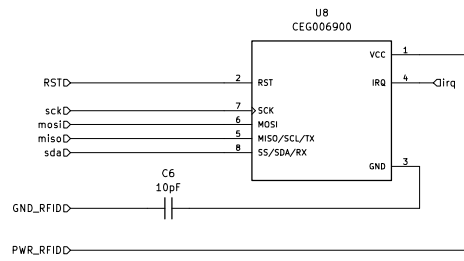 U8
CEG006900
VCC 1
RST 2 RST IRQ 4 irq
sck 7 SCK
mosi 6 MOSI
miso 5 MISO/SCL/TX
sda 8 SS/SDA/RX
GND 3
C6
10pF
GND_RFID
PWR_RFID